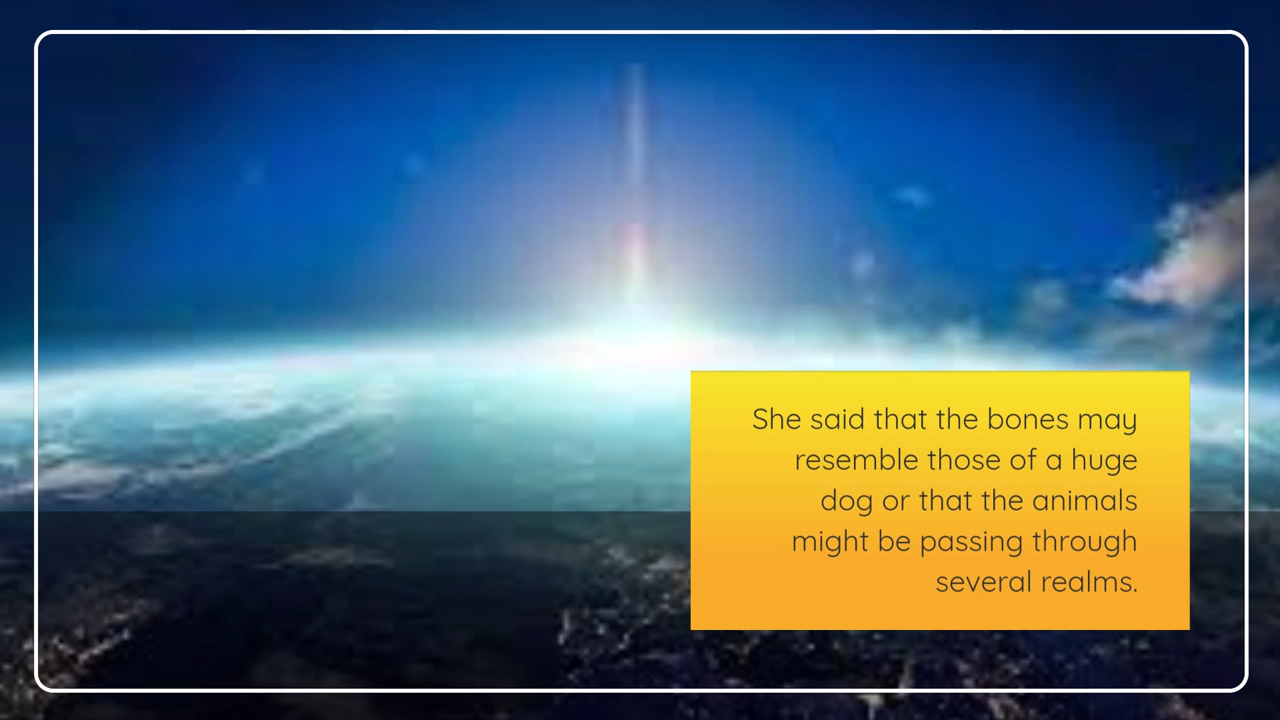 She said that the bones may
resemble those of a huge
dog or that the animals
might be passing through
several realms.